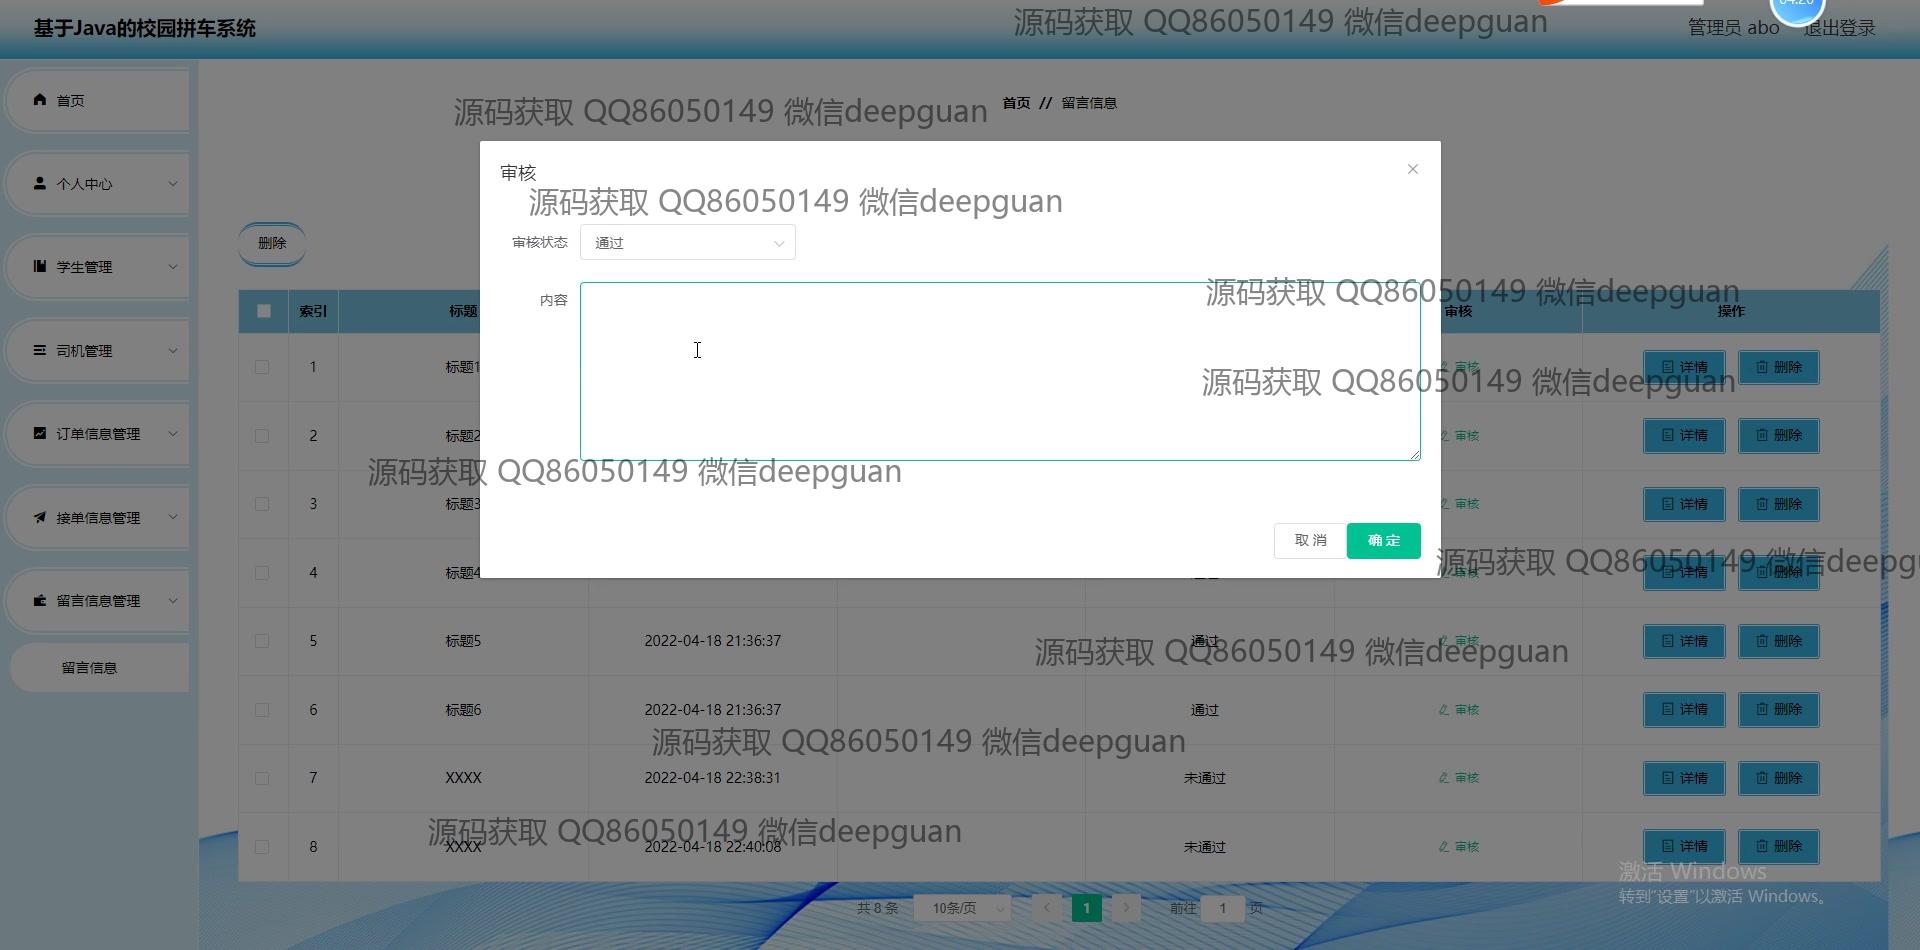 基于Java的校园拼车系统
源码获取 QQ86050149 微信deepguan
管理员 abo
退出登录
首页
个人中心
学生管理
司机管理
订单信息管理
接单信息管理
留言信息管理
留言信息
源码获取 QQ86050149 微信deepguan
首页 // 留言信息
删除
审核
源码获取 QQ86050149 微信deepguan
审核状态 通过
内容
源码获取 QQ86050149 微信deepguan
源码获取 QQ86050149 微信deepguan
源码获取 QQ86050149 微信deepguan
取消 确定
索引 标题 审核 操作
1 标题1 审核 详情 删除
2 标题2 审核 详情 删除
3 标题3 审核 详情 删除
源码获取 QQ86050149 微信deepgu
4 标题4 审核 详情 删除
5 标题5 2022-04-18 21:36:37 通过 审核 详情 删除
源码获取 QQ86050149 微信deepguan
6 标题6 2022-04-18 21:36:37 通过 审核 详情 删除
源码获取 QQ86050149 微信deepguan
7 XXXX 2022-04-18 22:38:31 未通过 审核 详情 删除
源码获取 QQ86050149 微信deepguan
8 XXXX 2022-04-18 22:40:08 未通过 审核 详情 删除
激活 Windows
转到"设置"以激活 Windows。
共 8 条 10条/页 1 前往 1 页